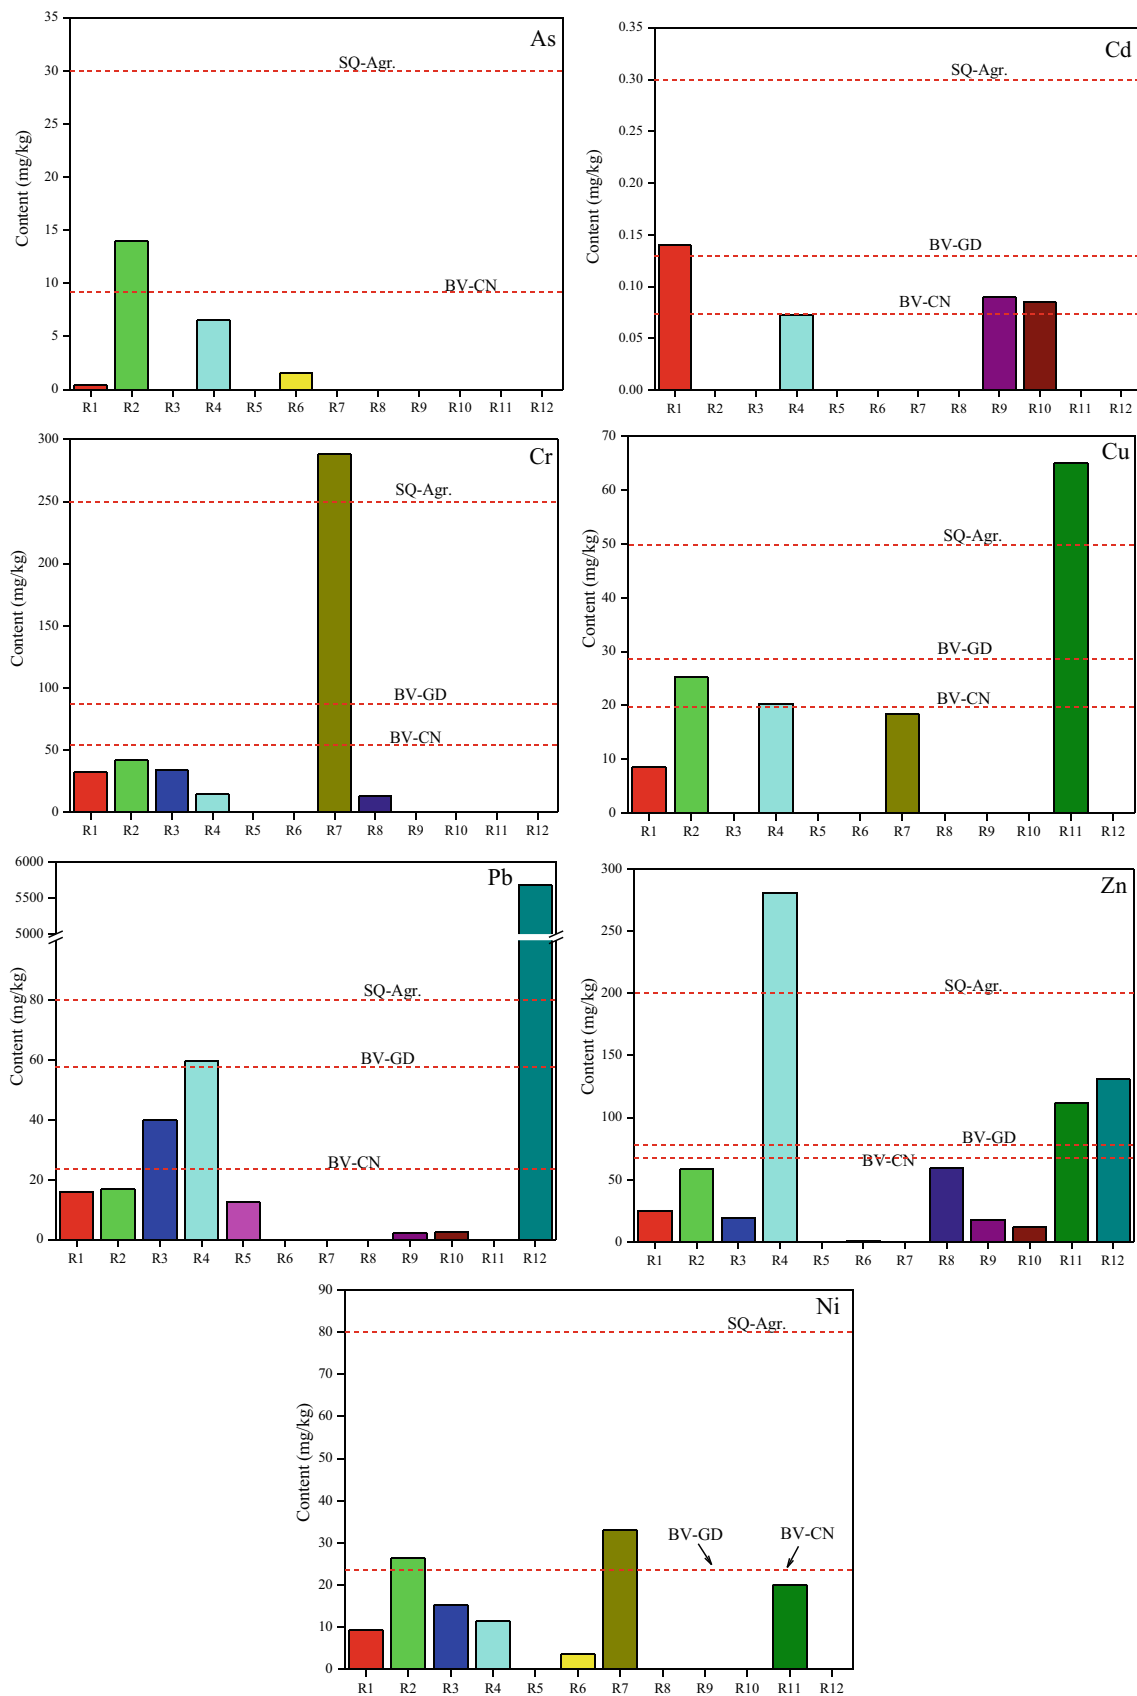 As
35
30
25
20
15
10
5
0
Content (mg/kg)
SQ-Agr.
BV-CN
R1 R2 R3 R4 R5 R6 R7 R8 R9 R10 R11 R12
Cd
0.35
0.30
0.25
0.20
0.15
0.10
0.05
0.00
Content (mg/kg)
SQ-Agr.
BV-GD
BV-CN
R1 R2 R3 R4 R5 R6 R7 R8 R9 R10 R11 R12
Cr
300
250
200
150
100
50
0
Content (mg/kg)
SQ-Agr.
BV-GD
BV-CN
R1 R2 R3 R4 R5 R6 R7 R8 R9 R10 R11 R12
Cu
70
60
50
40
30
20
10
0
Content (mg/kg)
SQ-Agr.
BV-GD
BV-CN
R1 R2 R3 R4 R5 R6 R7 R8 R9 R10 R11 R12
Pb
6000
5500
5000
80
60
40
20
0
Content (mg/kg)
SQ-Agr.
BV-GD
BV-CN
R1 R2 R3 R4 R5 R6 R7 R8 R9 R10 R11 R12
Zn
300
250
200
150
100
50
0
Content (mg/kg)
SQ-Agr.
BV-GD
BV-CN
R1 R2 R3 R4 R5 R6 R7 R8 R9 R10 R11 R12
Ni
90
80
70
60
50
40
30
20
10
0
Content (mg/kg)
SQ-Agr.
BV-GD
BV-CN
R1 R2 R3 R4 R5 R6 R7 R8 R9 R10 R11 R12